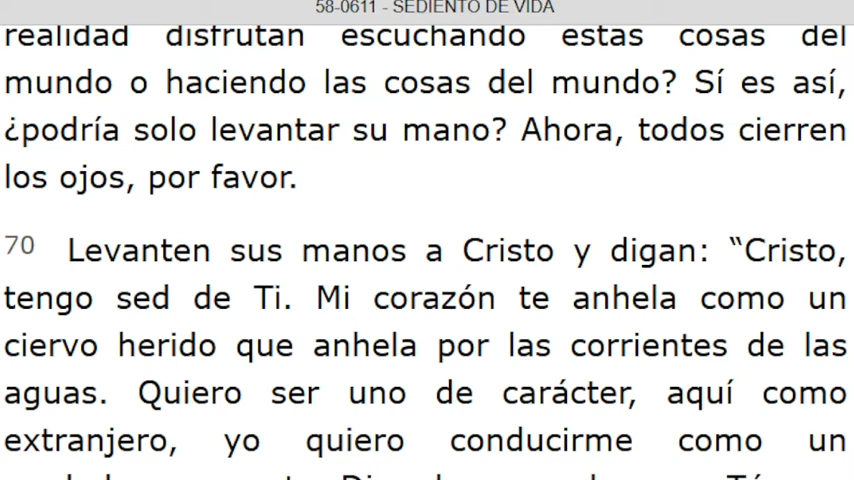 58-0611 - SEDIENTO DE VIDA
realidad disfrutan escuchando estas cosas del
mundo o haciendo las cosas del mundo? Sí es así,
¿podría solo levantar su mano? Ahora, todos cierren
los ojos, por favor.
70 Levanten sus manos a Cristo y digan: “Cristo,
tengo sed de Ti. Mi corazón te anhela como un
ciervo herido que anhela por las corrientes de las
aguas. Quiero ser uno de carácter, aquí como
extranjero, yo quiero conducirme como un